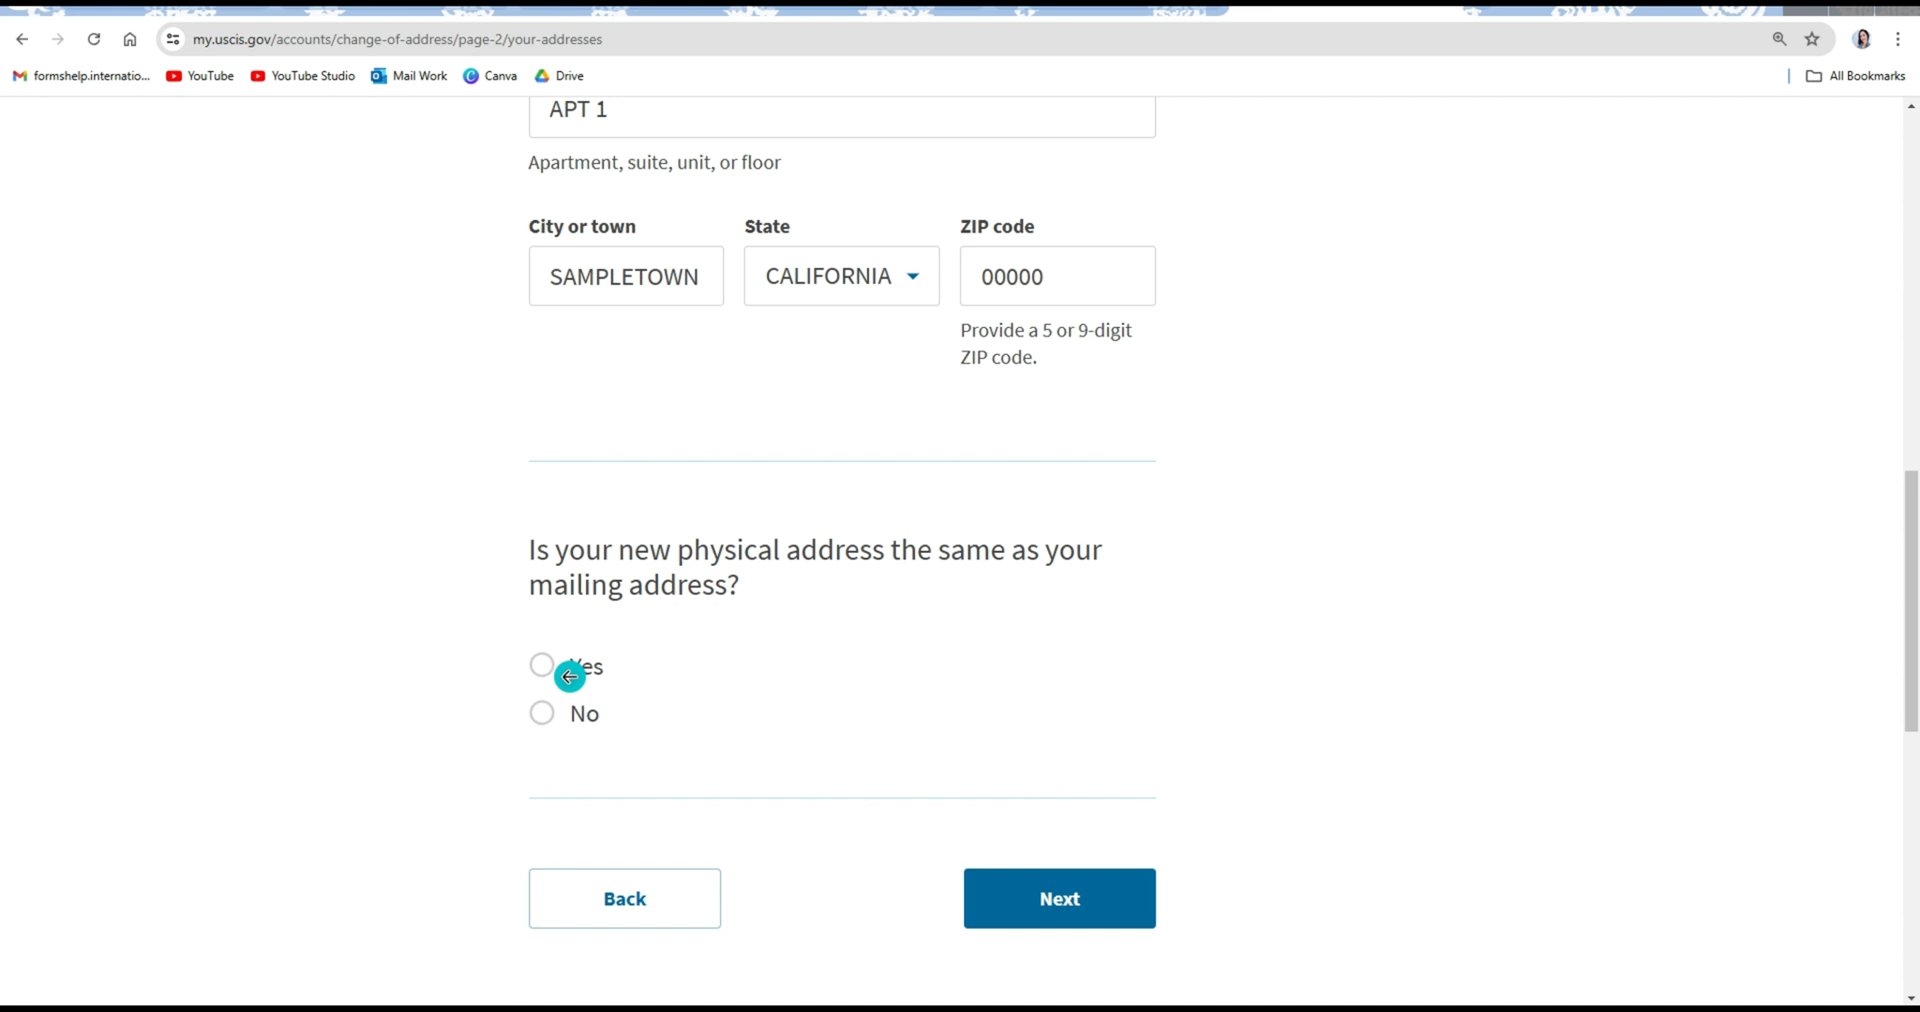 my.uscis.gov/accounts/change-of-address/page-2/your-addresses
formshelp.internatio... YouTube YouTube Studio Mail Work Canva Drive All Bookmarks
APT 1
Apartment, suite, unit, or floor
City or town State ZIP code
SAMPLETOWN CALIFORNIA 00000
Provide a 5 or 9-digit
ZIP code.
Is your new physical address the same as your
mailing address?
Yes
No
Back Next